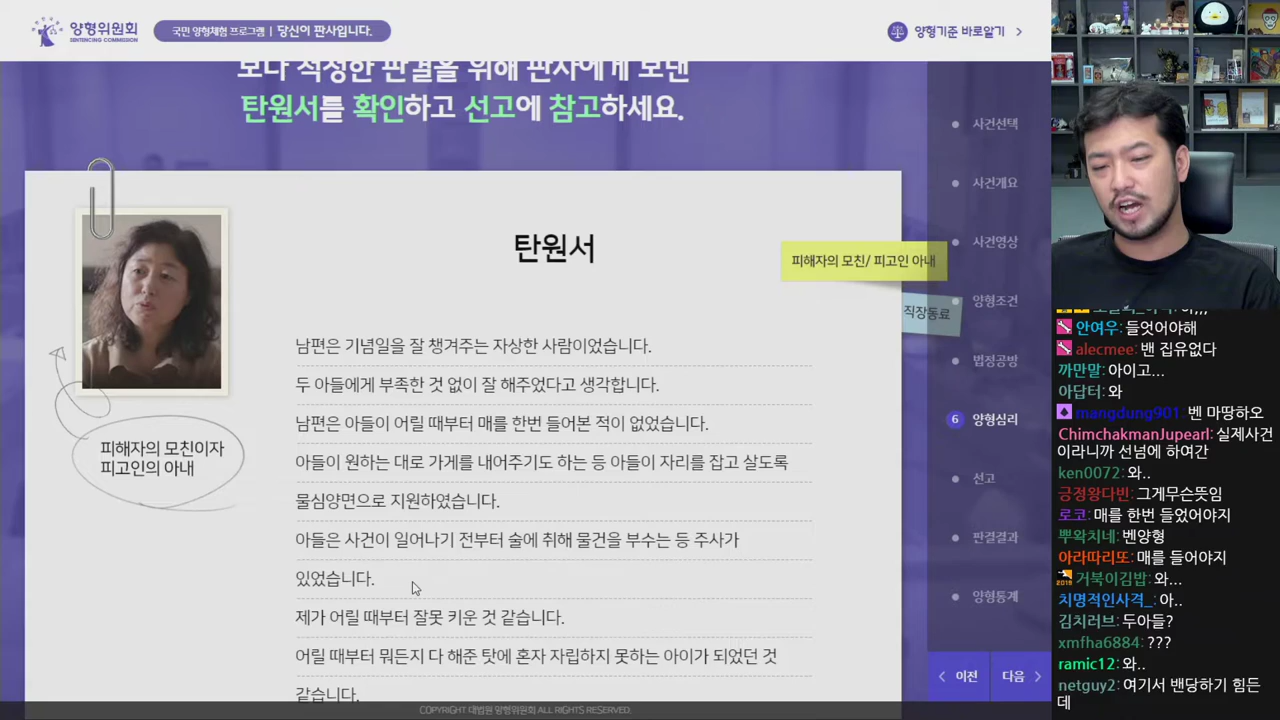 양형위원회
SENTENCING COMMISSION
국민 양형체험 프로그램 | 당신이 판사입니다.
양형기준 바로알기
보다 적정한 판결을 위해 판사에게 보낸
탄원서를 확인하고 선고에 참고하세요.
탄원서
피해자의 모친/ 피고인 아내
직장동료
피해자의 모친이자
피고인의 아내
남편은 기념일을 잘 챙겨주는 자상한 사람이었습니다.
두 아들에게 부족한 것 없이 잘 해주었다고 생각합니다.
남편은 아들이 어릴 때부터 매를 한번 들어본 적이 없었습니다.
아들이 원하는 대로 가게를 내어주기도 하는 등 아들이 자리를 잡고 살도록
물심양면으로 지원하였습니다.
아들은 사건이 일어나기 전부터 술에 취해 물건을 부수는 등 주사가
있었습니다.
제가 어릴 때부터 잘못 키운 것 같습니다.
어릴 때부터 뭐든지 다 해준 탓에 혼자 자립하지 못하는 아이가 되었던 것
같습니다.
사건선택
사건개요
사건영상
양형조건
법정공방
6 양형심리
선고
판결결과
양형통계
이전
다음
COPYRIGHT 대법원 양형위원회 ALL RIGHTS RESERVED.
안여우: 들엇어야해
alecmee: 밴 집유없다
까만말: 아이고...
아답터: 와
mangdung901: 벤 마땅하오
ChimchakmanJupearl: 실제사건
이라니까 선넘에 하여간
ken0072: 와..
긍정왕다빈: 그게무슨뜻임
로코: 매를 한번 들었어야지
뽀왁치네: 벤양형
아라따리또: 매를 들어야지
2019
거북이김밥: 와...
치명적인사격_: 아..
김치러브: 두아들?
xmfha6884: ???
ramic12: 와..
netguy2: 여기서 밴당하기 힘든
데